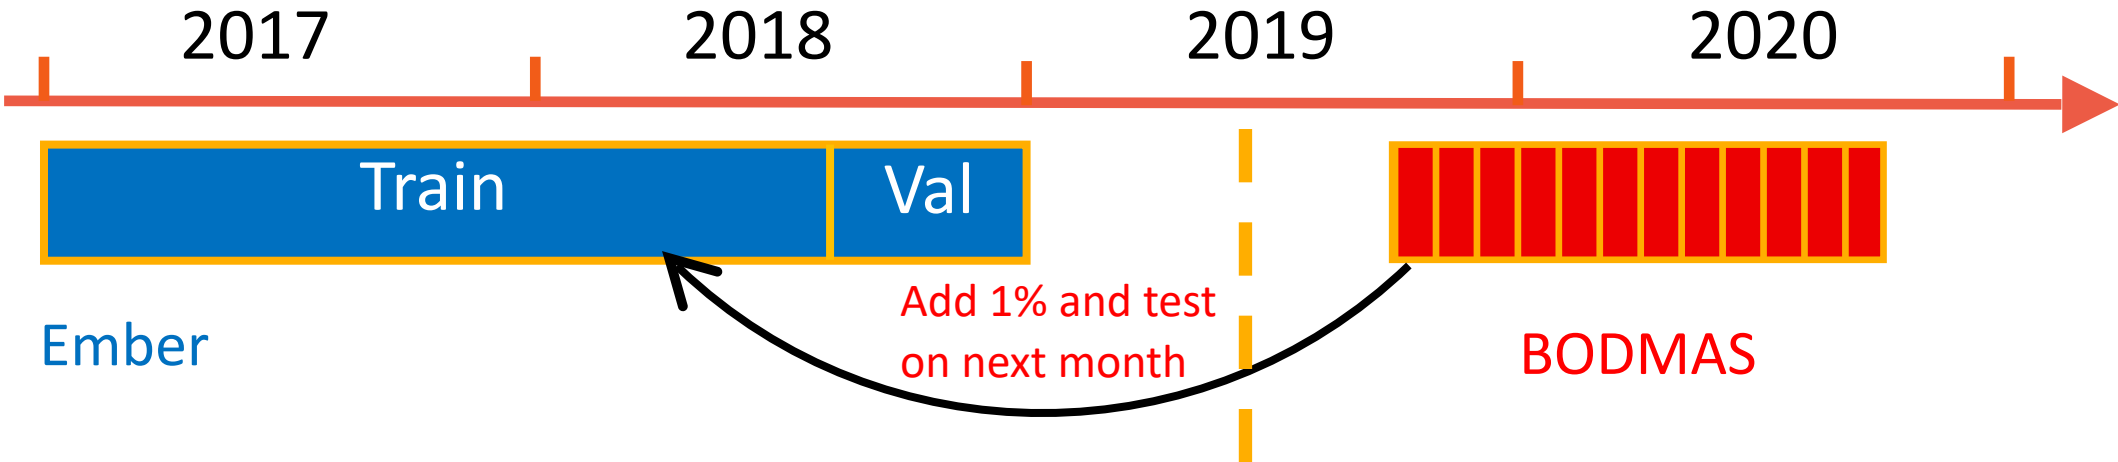 2017 2018 2019 2020
Train Val
Add 1% and test
on next month
Ember
BODMAS